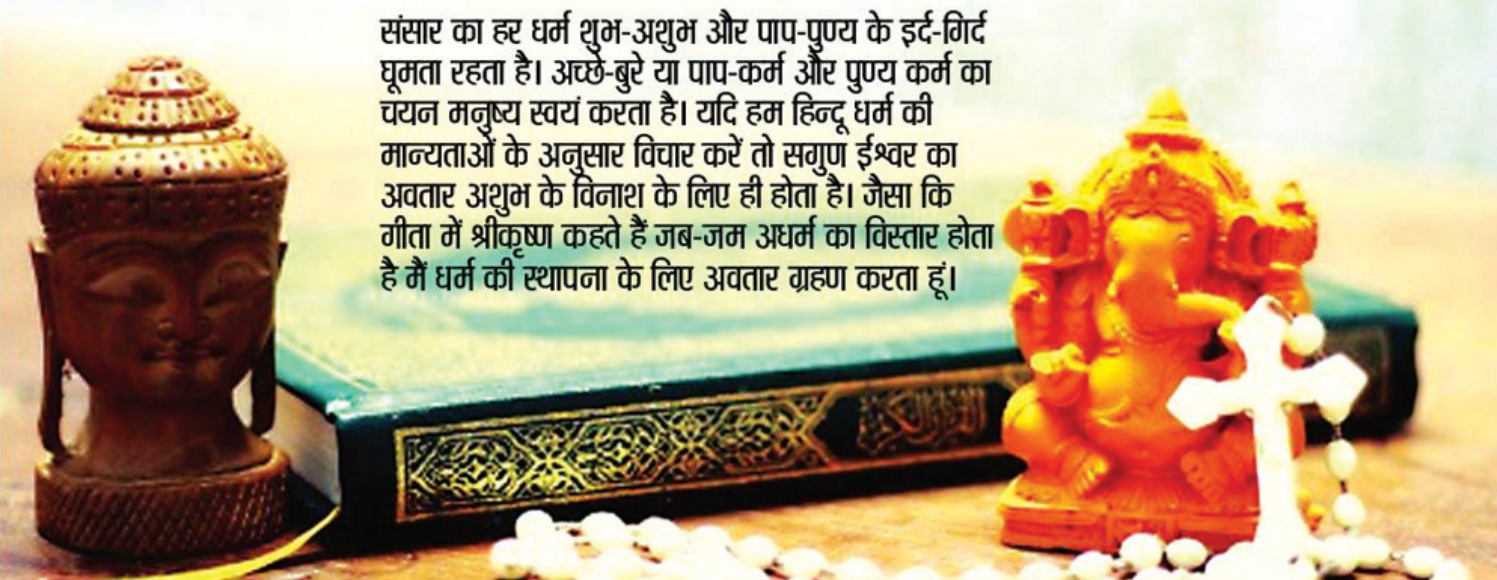 संसार का हर धर्म शुभ-अशुभ और पाप-पुण्य के इर्द-गिर्द
घूमता रहता है। अच्छे-बुरे या पाप-कर्म और पुण्य कर्म का
चयन मनुष्य स्वयं करता है। यदि हम हिन्दू धर्म की
मान्यताओं के अनुसार विचार करें तो सगुण ईश्वर का
अवतार अशुभ के विनाश के लिए ही होता है। जैसा कि
गीता में श्रीकृष्ण कहते हैं जब-जम अधर्म का विस्तार होता
है मैं धर्म की स्थापना के लिए अवतार ग्रहण करता हूं।